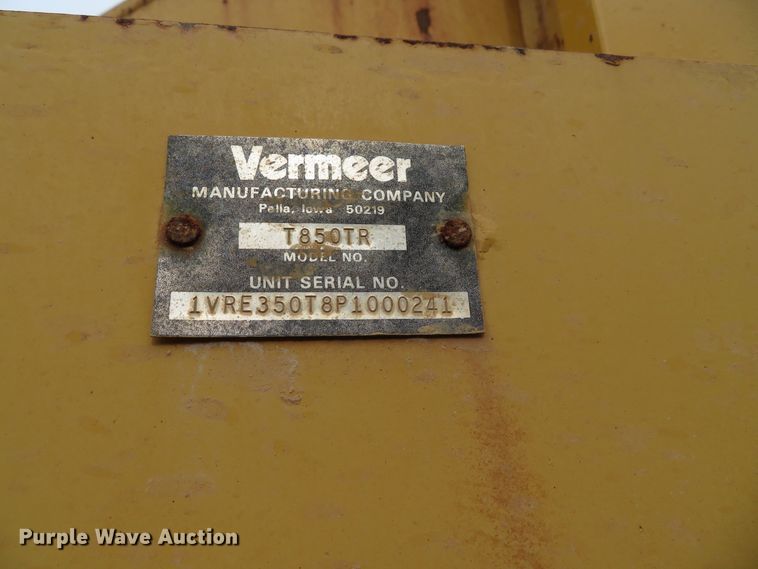 Vermeer
MANUFACTURING COMPANY
Pella, Iowa 50219
T850TR
MODEL NO.
UNIT SERIAL NO.
1VRE350T8P1000241
Purple Wave Auction